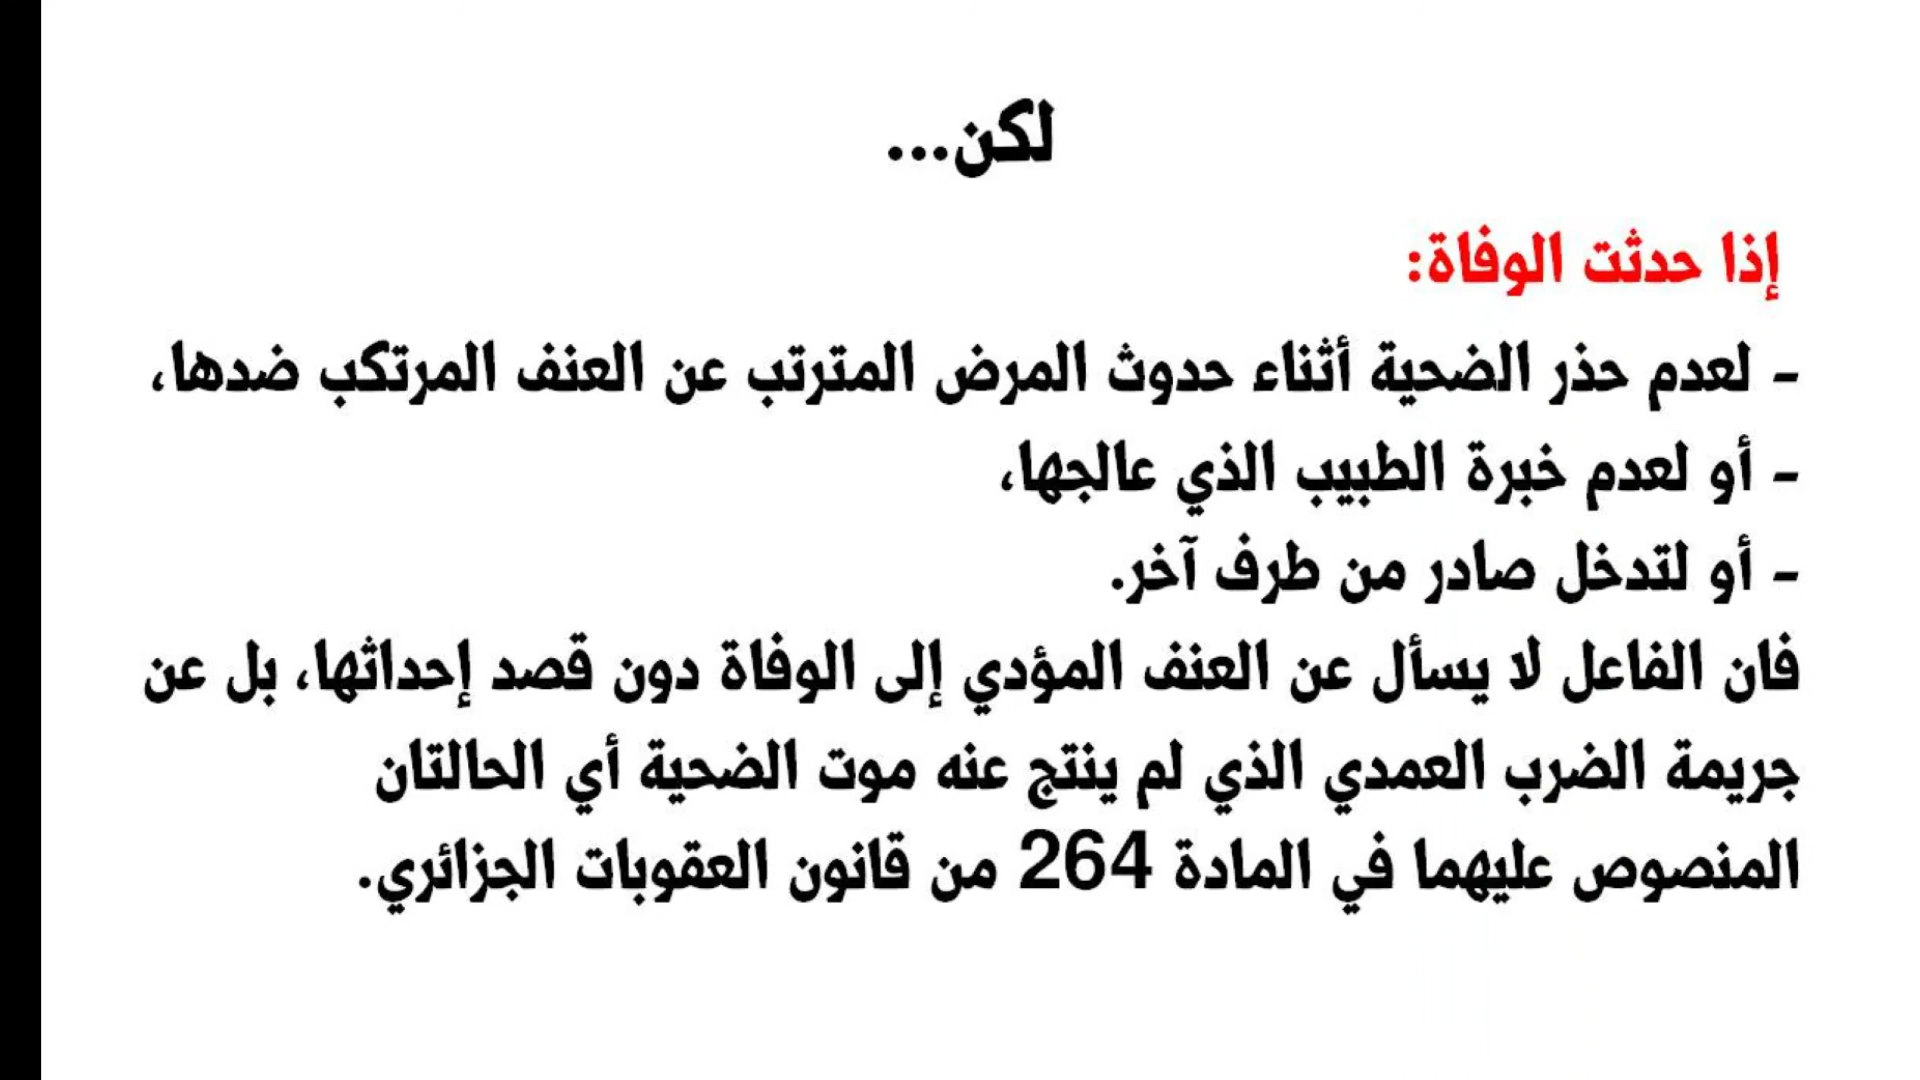 لكن...
إذا حدثت الوفاة:
- لعدم حذر الضحية أثناء حدوث المرض المترتب عن العنف المرتكب ضدها،
- أو لعدم خبرة الطبيب الذي عالجها،
- أو لتدخل صادر من طرف آخر.
فان الفاعل لا يسأل عن العنف المؤدي إلى الوفاة دون قصد إحداثها، بل عن
جريمة الضرب العمدي الذي لم ينتج عنه موت الضحية أي الحالتان
المنصوص عليهما في المادة 264 من قانون العقوبات الجزائري.